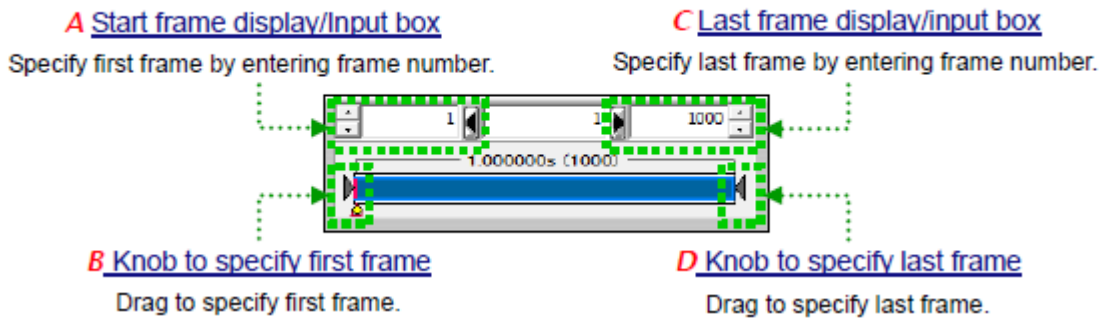 A Start frame display/Input box
C Last frame display/input box
Specify first frame by entering frame number.
Specify last frame by entering frame number.
1 1 1000
1.000000s (1000)
B Knob to specify first frame
D Knob to specify last frame
Drag to specify first frame.
Drag to specify last frame.